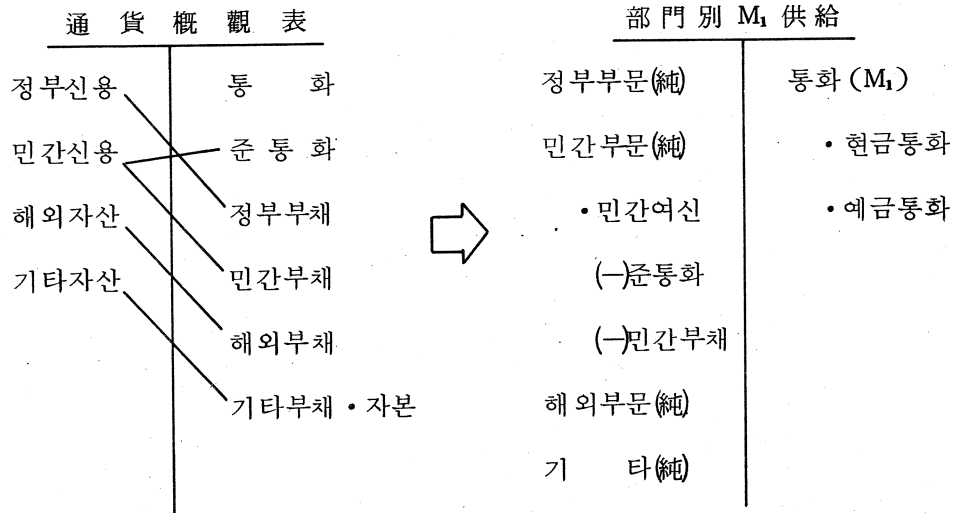 通貨槪觀表
정부신용 통화
민간신용 준통화
해외자산 정부부채
기타자산 민간부채
해외부채
기타부채・자본
部門別 M₁ 供給
정부부문(純) 통화(M₁)
민간부문(純) ・현금통화
・민간여신 ・예금통화
(－)준통화
(－)민간부채
해외부문(純)
기타(純)